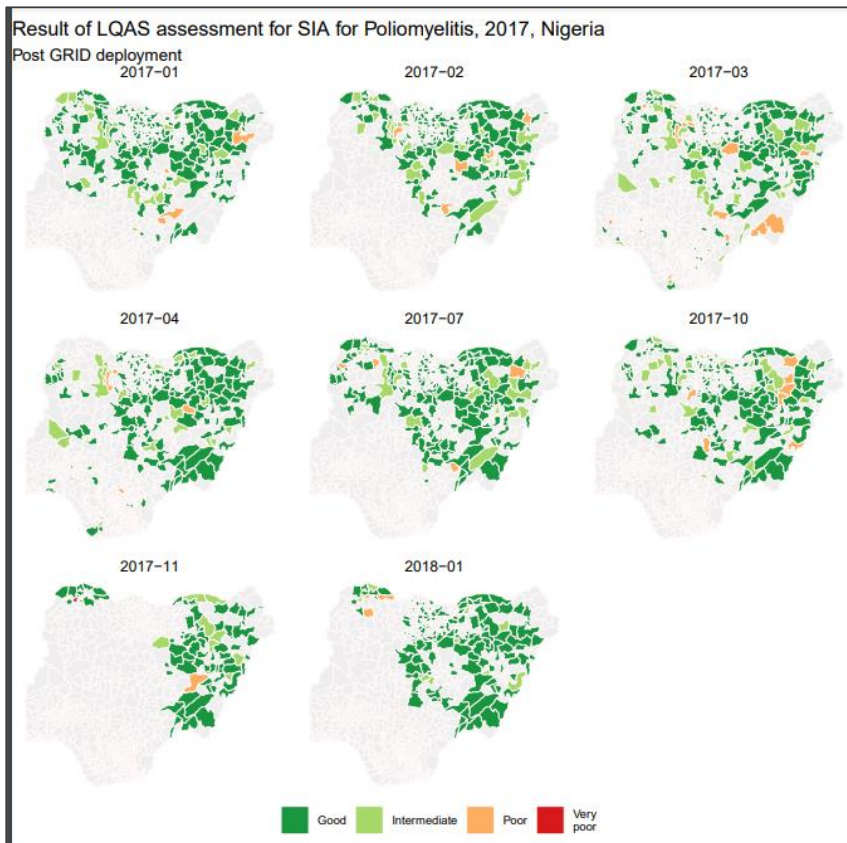 Result of LQAS assessment for SIA for Poliomyelitis, 2017, Nigeria
Post GRID deployment
2017−01 2017−02 2017−03
2017−04 2017−07 2017−10
2017−11 2018−01
Good Intermediate Poor Very poor